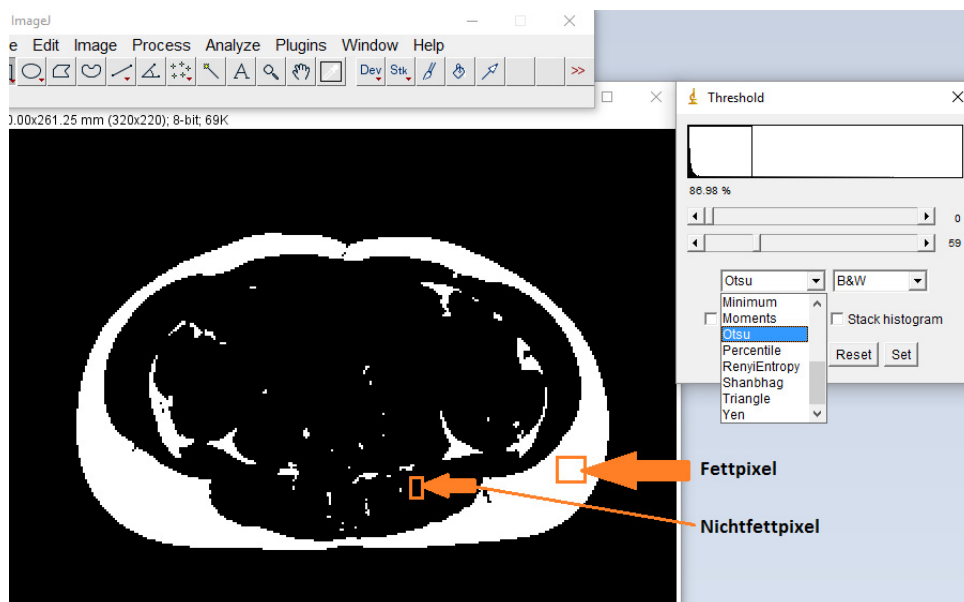 ImageJ
e Edit Image Process Analyze Plugins Window Help
Dev Stk >>
0.00x261.25 mm (320x220); 8-bit; 69K
Threshold
86.98 %
0
59
Otsu B&W
Minimum
Moments
Otsu
Percentile
RenyiEntropy
Shanbhag
Triangle
Yen
Stack histogram
Reset Set
Fettpixel
Nichtfettpixel